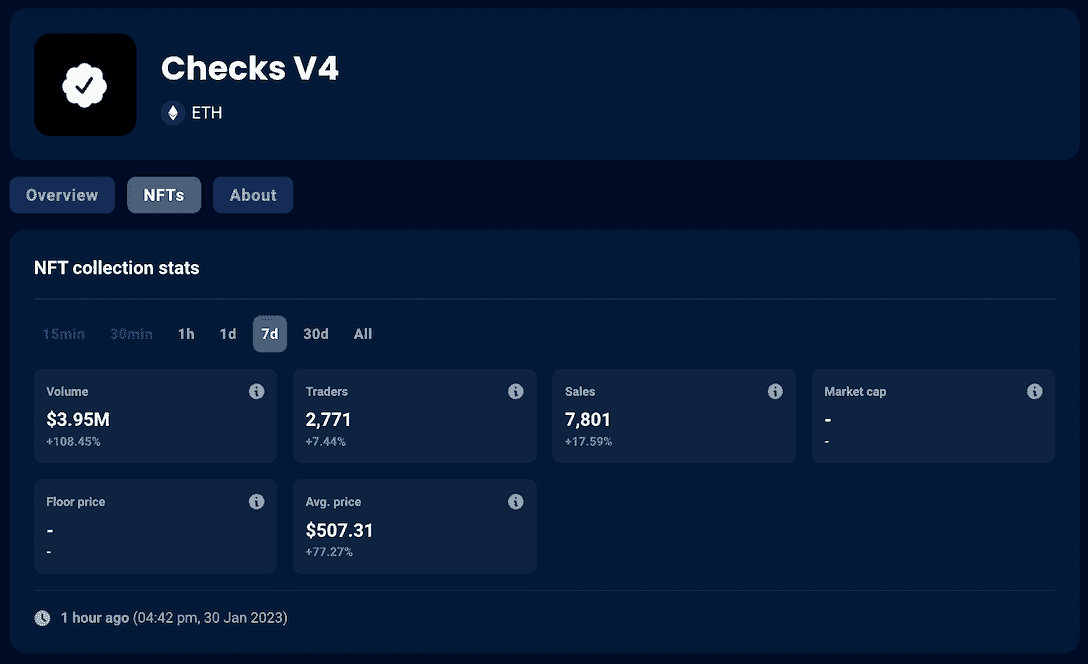 Checks V4
ETH
Overview NFTs About
NFT collection stats
15min 30min 1h 1d 7d 30d All
Volume
$3.95M
+108.45%
Traders
2,771
+7.44%
Sales
7,801
+17.59%
Market cap
-
-
Floor price
-
-
Avg. price
$507.31
+77.27%
1 hour ago (04:42 pm, 30 Jan 2023)